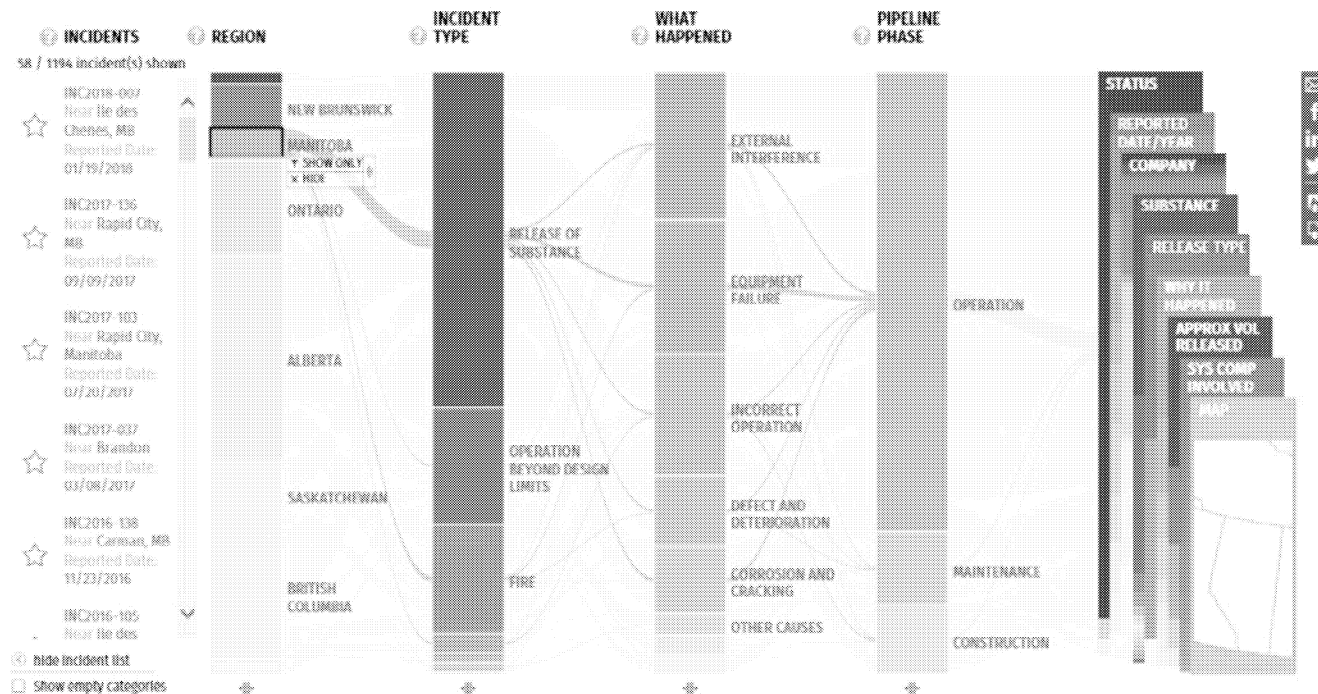 INCIDENTS
REGION
INCIDENT
TYPE
WHAT
HAPPENED
PIPELINE
PHASE
58 / 1194 incident(s) shown
INC2018-007
Near Ile des
Chenes, MB
Reported Date:
01/19/2018
INC2017-136
Near Rapid City,
MB
Reported Date:
09/09/2017
INC2017-103
Near Rapid City,
Manitoba
Reported Date:
07/20/2017
INC2017-037
Near Brandon
Reported Date:
03/08/2017
INC2016-138
Near Carman, MB
Reported Date:
11/23/2016
INC2016-105
Near Ile des
hide incident list
Show empty categories
NEW BRUNSWICK
MANITOBA
SHOW ONLY
× HIDE
ONTARIO
ALBERTA
SASKATCHEWAN
BRITISH
COLUMBIA
RELEASE OF
SUBSTANCE
OPERATION
BEYOND DESIGN
LIMITS
FIRE
EXTERNAL
INTERFERENCE
EQUIPMENT
FAILURE
INCORRECT
OPERATION
DEFECT AND
DETERIORATION
CORROSION AND
CRACKING
OTHER CAUSES
OPERATION
MAINTENANCE
CONSTRUCTION
STATUS
REPORTED
DATE/YEAR
COMPANY
SUBSTANCE
RELEASE TYPE
WHY IT
HAPPENED
APPROX VOL
RELEASED
SYS COMP
INVOLVED
MAP